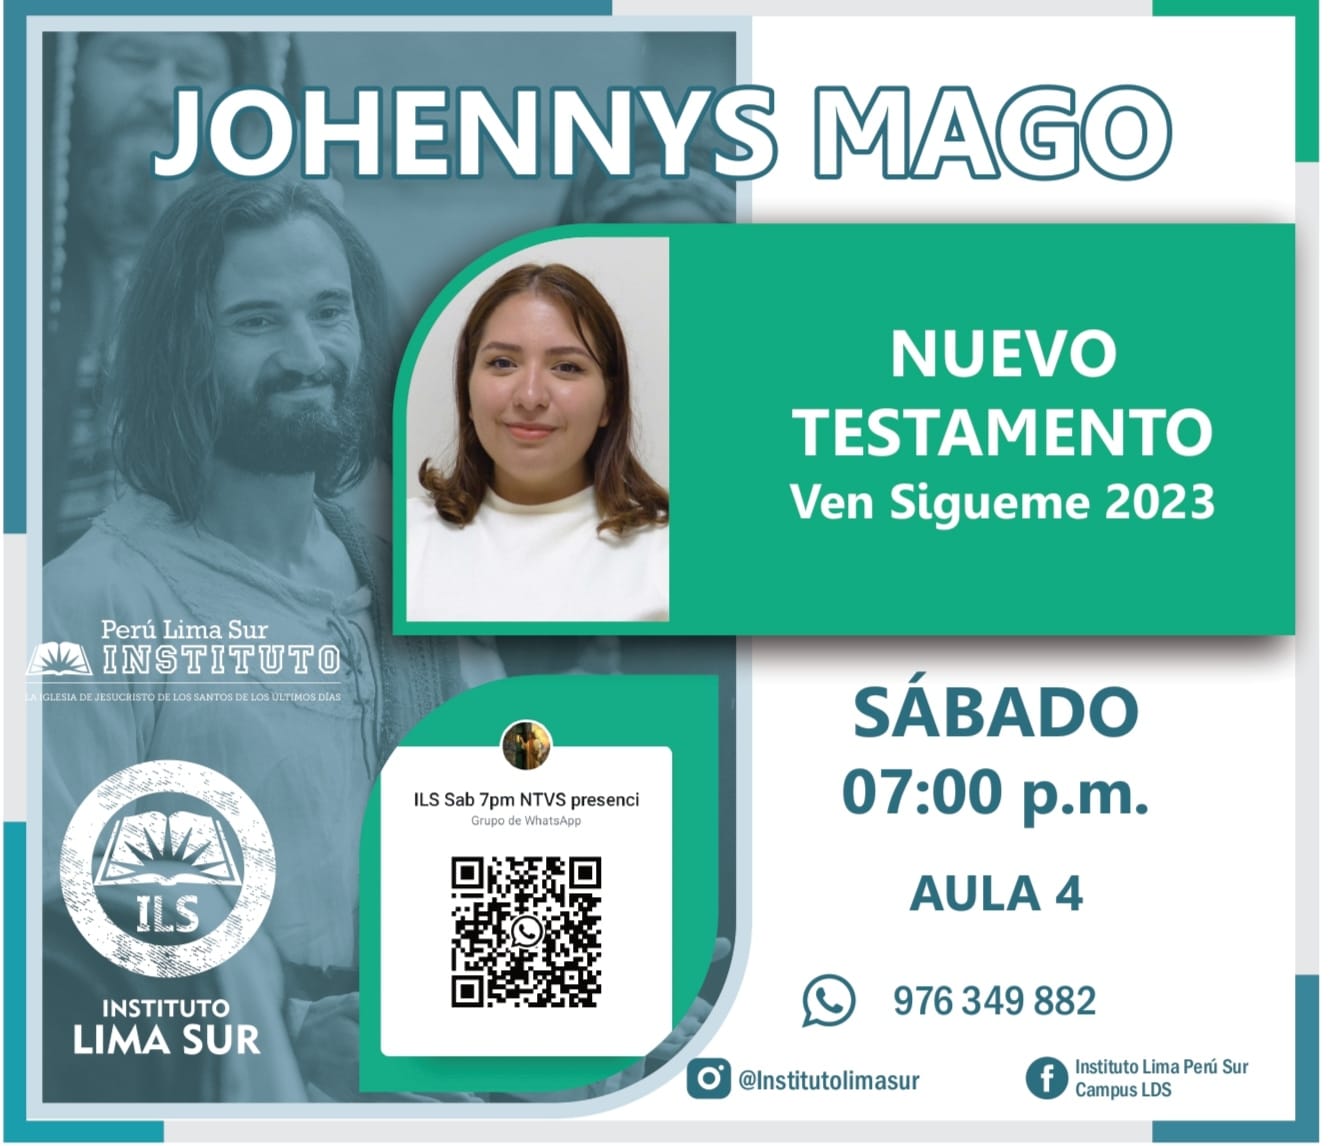 JOHENNYS MAGO
NUEVO
TESTAMENTO
Ven Sigueme 2023
Perú Lima Sur
INSTITUTO
LA IGLESIA DE JESUCRISTO DE LOS SANTOS DE LOS ÚLTIMOS DÍAS
ILS
INSTITUTO
LIMA SUR
ILS Sab 7pm NTVS presenci
Grupo de WhatsApp
SÁBADO
07:00 p.m.
AULA 4
976 349 882
@Institutolimasur
Instituto Lima Perú Sur
Campus LDS